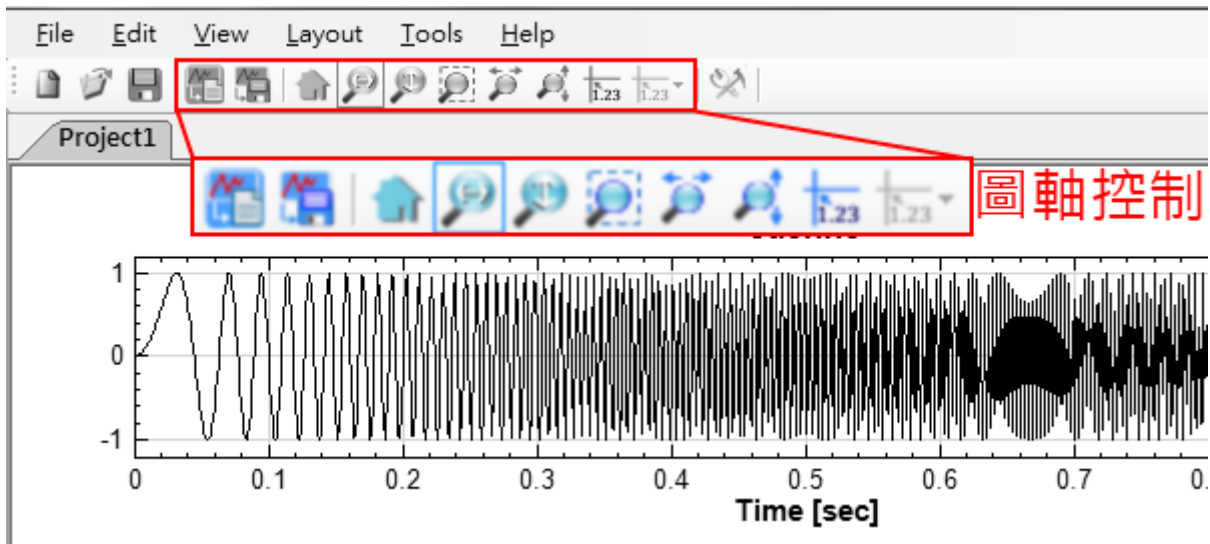 File Edit View Layout Tools Help
1.23 1.23
Project1
1.23 1.23
圖軸控制
1
0
-1
0 0.1 0.2 0.3 0.4 0.5 0.6 0.7 0.
Time [sec]